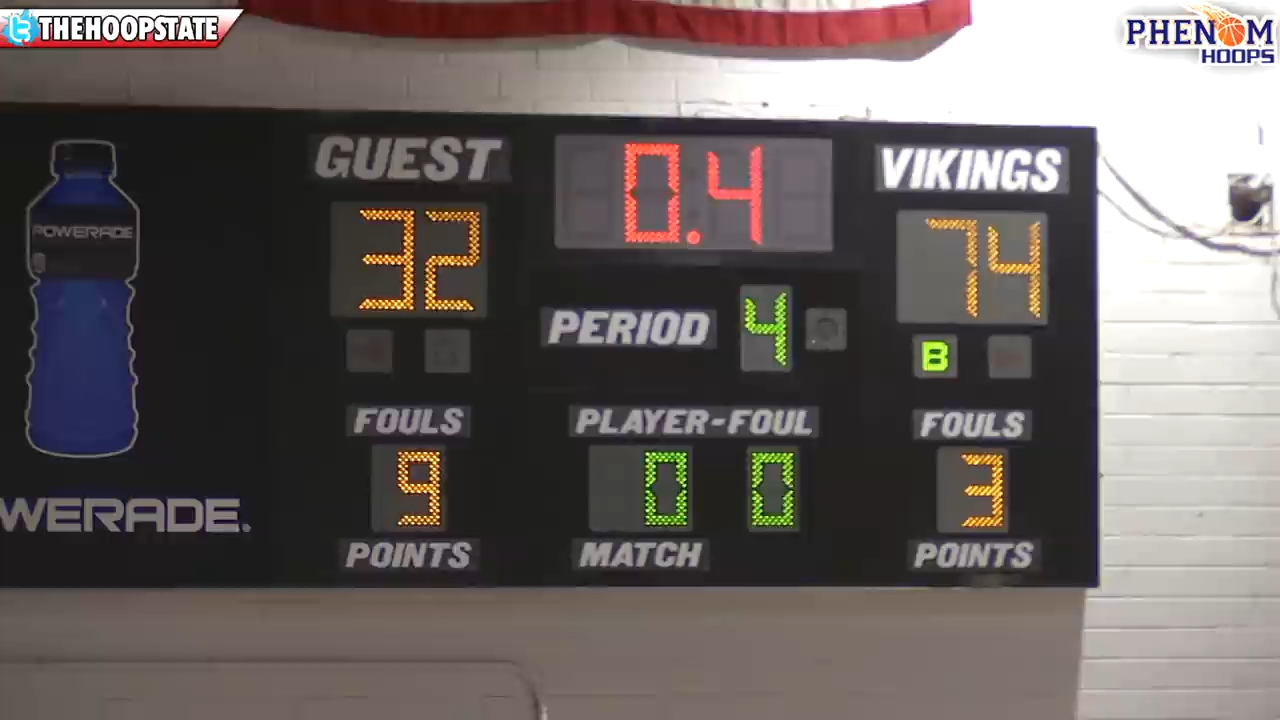 THEHOOPSTATE
PHENOM
HOOPS
GUEST
0.4
VIKINGS
POWERADE
32
74
PERIOD 4
B
FOULS
PLAYER-FOUL
FOULS
9
0 0
3
WERADE.
POINTS
MATCH
POINTS